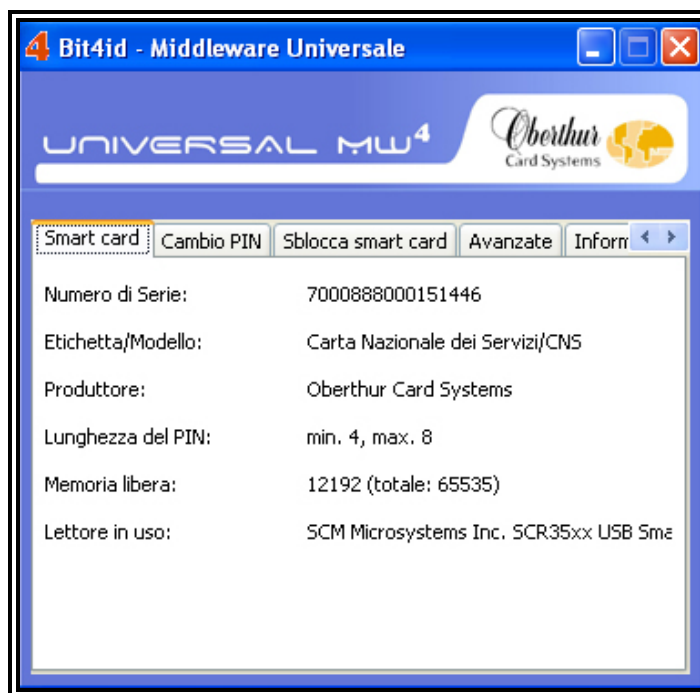 4 Bit4id - Middleware Universale
UNIVERSAL MW4
Oberthur
Card Systems
Smart card Cambio PIN Sblocca smart card Avanzate Inform
Numero di Serie: 7000888000151446
Etichetta/Modello: Carta Nazionale dei Servizi/CNS
Produttore: Oberthur Card Systems
Lunghezza del PIN: min. 4, max. 8
Memoria libera: 12192 (totale: 65535)
Lettore in uso: SCM Microsystems Inc. SCR35xx USB Sma